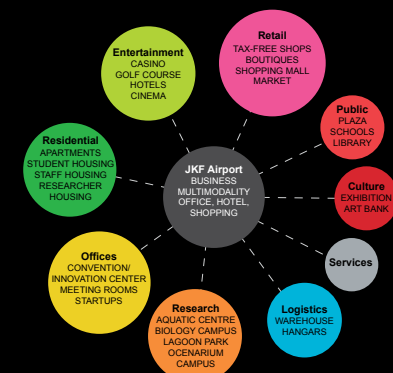 Retail
TAX-FREE SHOPS
BOUTIQUES
SHOPPING MALL
MARKET
Entertainment
CASINO
GOLF COURSE
HOTELS
CINEMA
Public
PLAZA
SCHOOLS
LIBRARY
Residential
APARTMENTS
STUDENT HOUSING
STAFF HOUSING
RESEARCHER
HOUSING
JKF Airport
BUSINESS
MULTIMODALITY
OFFICE, HOTEL,
SHOPPING
Culture
EXHIBITION
ART BANK
Offices
CONVENTION/
INNOVATION CENTER
MEETING ROOMS
STARTUPS
Services
Research
AQUATIC CENTRE
BIOLOGY CAMPUS
LAGOON PARK
OCENARIUM
CAMPUS
Logistics
WAREHOUSE
HANGARS